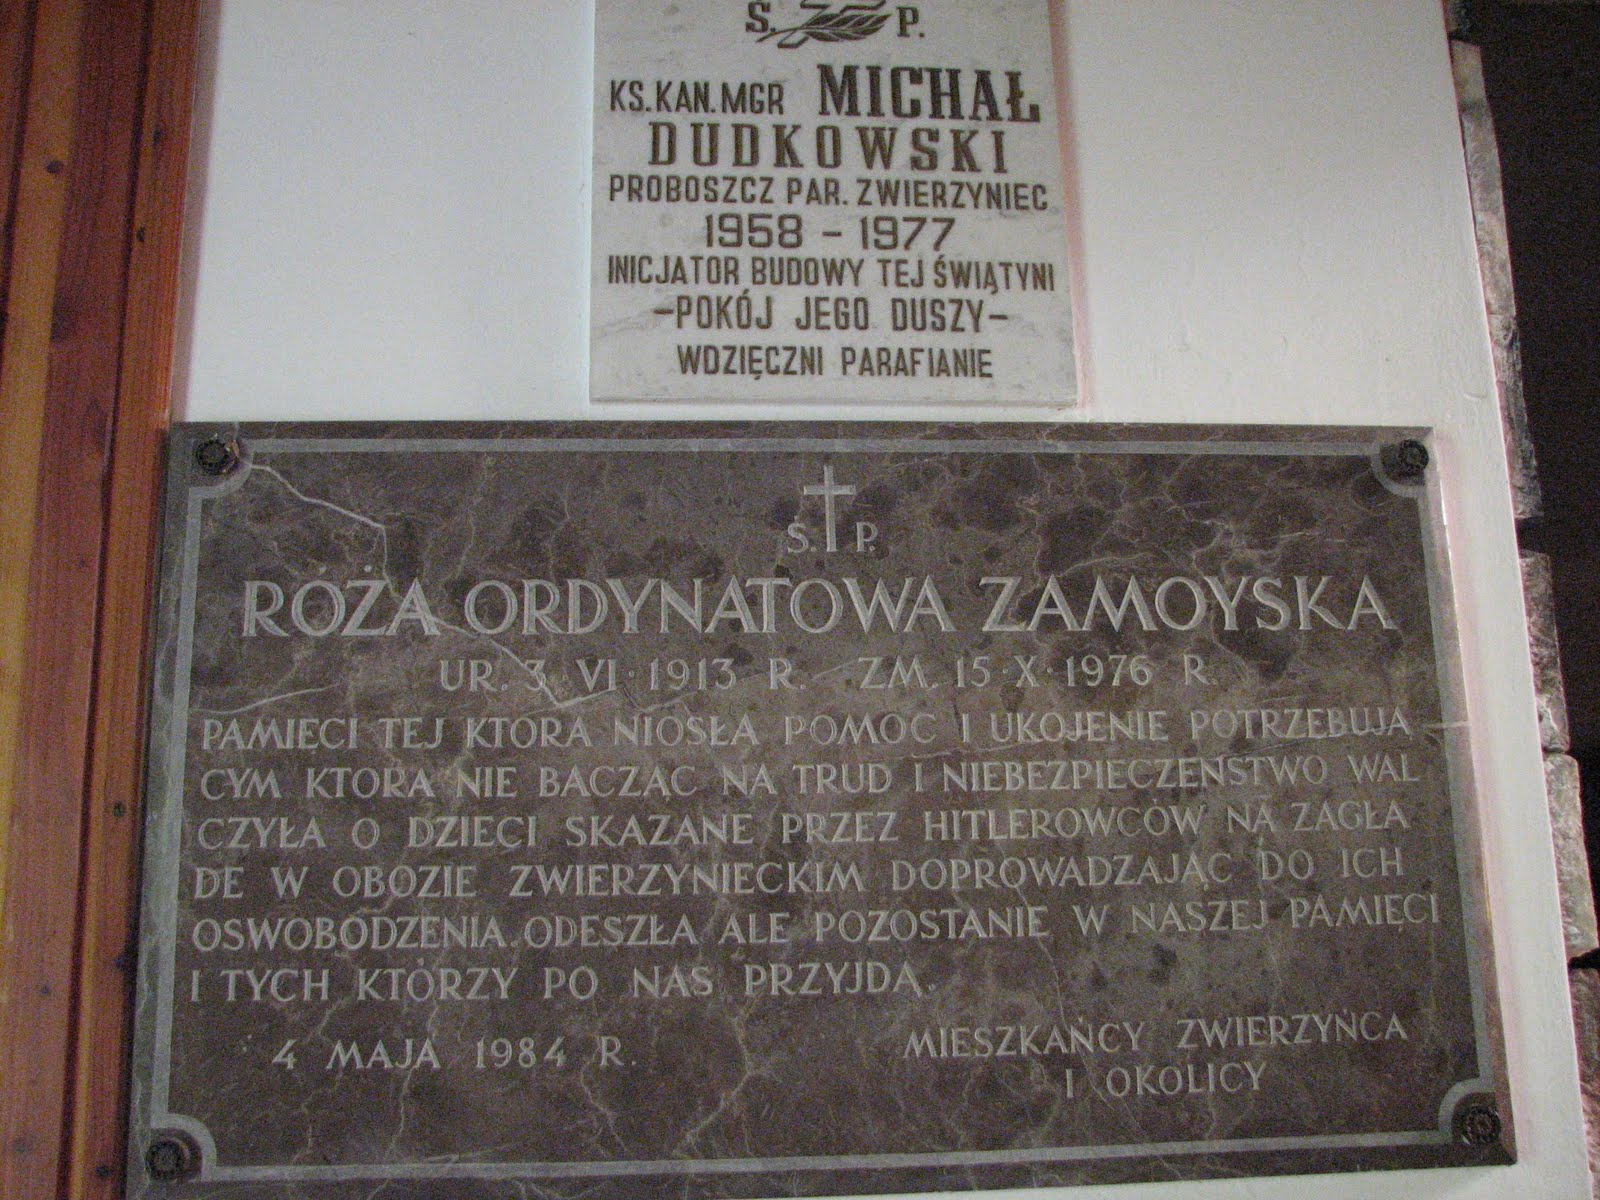 Ś. P.
KS. KAN. MGR MICHAŁ
DUDKOWSKI
PROBOSZCZ PAR. ZWIERZYNIEC
1958 - 1977
INICJATOR BUDOWY TEJ ŚWIĄTYNI
-POKÓJ JEGO DUSZY-
WDZIĘCZNI PARAFIANIE
Ś. P.
RÓŻA ORDYNATOWA ZAMOYSKA
UR. 3 VI · 1913 R. ZM. 15 · X · 1976 R.
PAMIĘCI TEJ KTÓRA NIOSŁA POMOC I UKOJENIE POTRZEBUJĄ
CYM KTÓRA NIE BACZĄC NA TRUD I NIEBEZPIECZEŃSTWO WAL
CZYŁA O DZIECI SKAZANE PRZEZ HITLEROWCÓW NA ZAGŁA
DĘ W OBOZIE ZWIERZYNIECKIM DOPROWADZAJĄC DO ICH
OSWOBODZENIA. ODESZŁA ALE POZOSTANIE W NASZEJ PAMIĘCI
I TYCH KTÓRZY PO NAS PRZYJDĄ.
4 MAJA 1984 R.
MIESZKAŃCY ZWIERZYŃCA
I OKOLICY